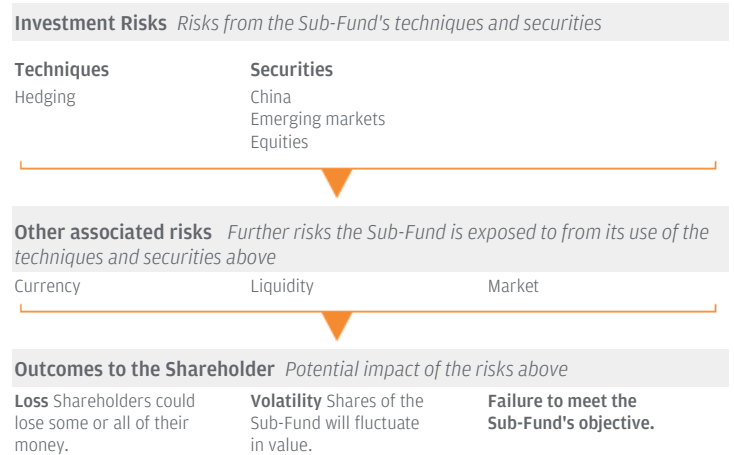 Investment Risks Risks from the Sub-Fund's techniques and securities
Techniques
Hedging
Securities
China
Emerging markets
Equities
Other associated risks Further risks the Sub-Fund is exposed to from its use of the
techniques and securities above
Currency
Liquidity
Market
Outcomes to the Shareholder Potential impact of the risks above
Loss Shareholders could
lose some or all of their
money.
Volatility Shares of the
Sub-Fund will fluctuate
in value.
Failure to meet the
Sub-Fund's objective.